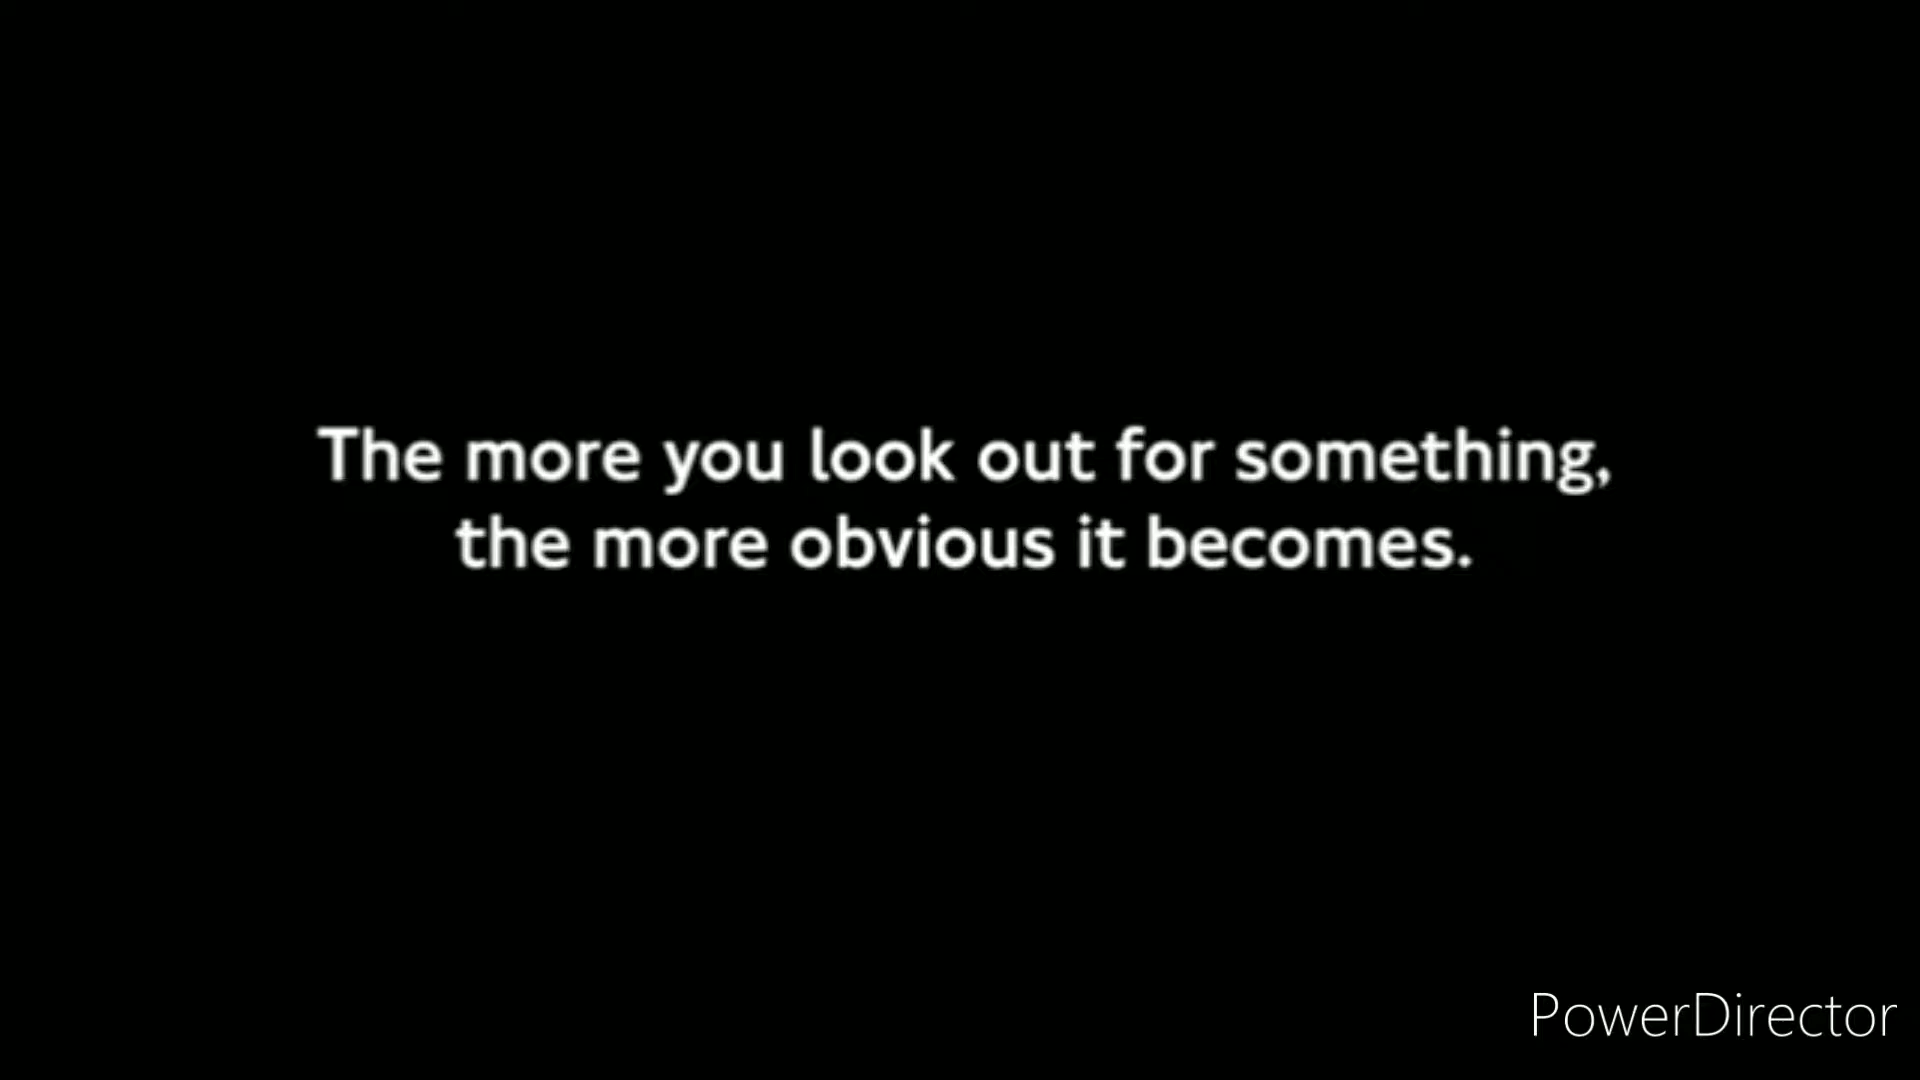 The more you look out for something,
the more obvious it becomes.
PowerDirector